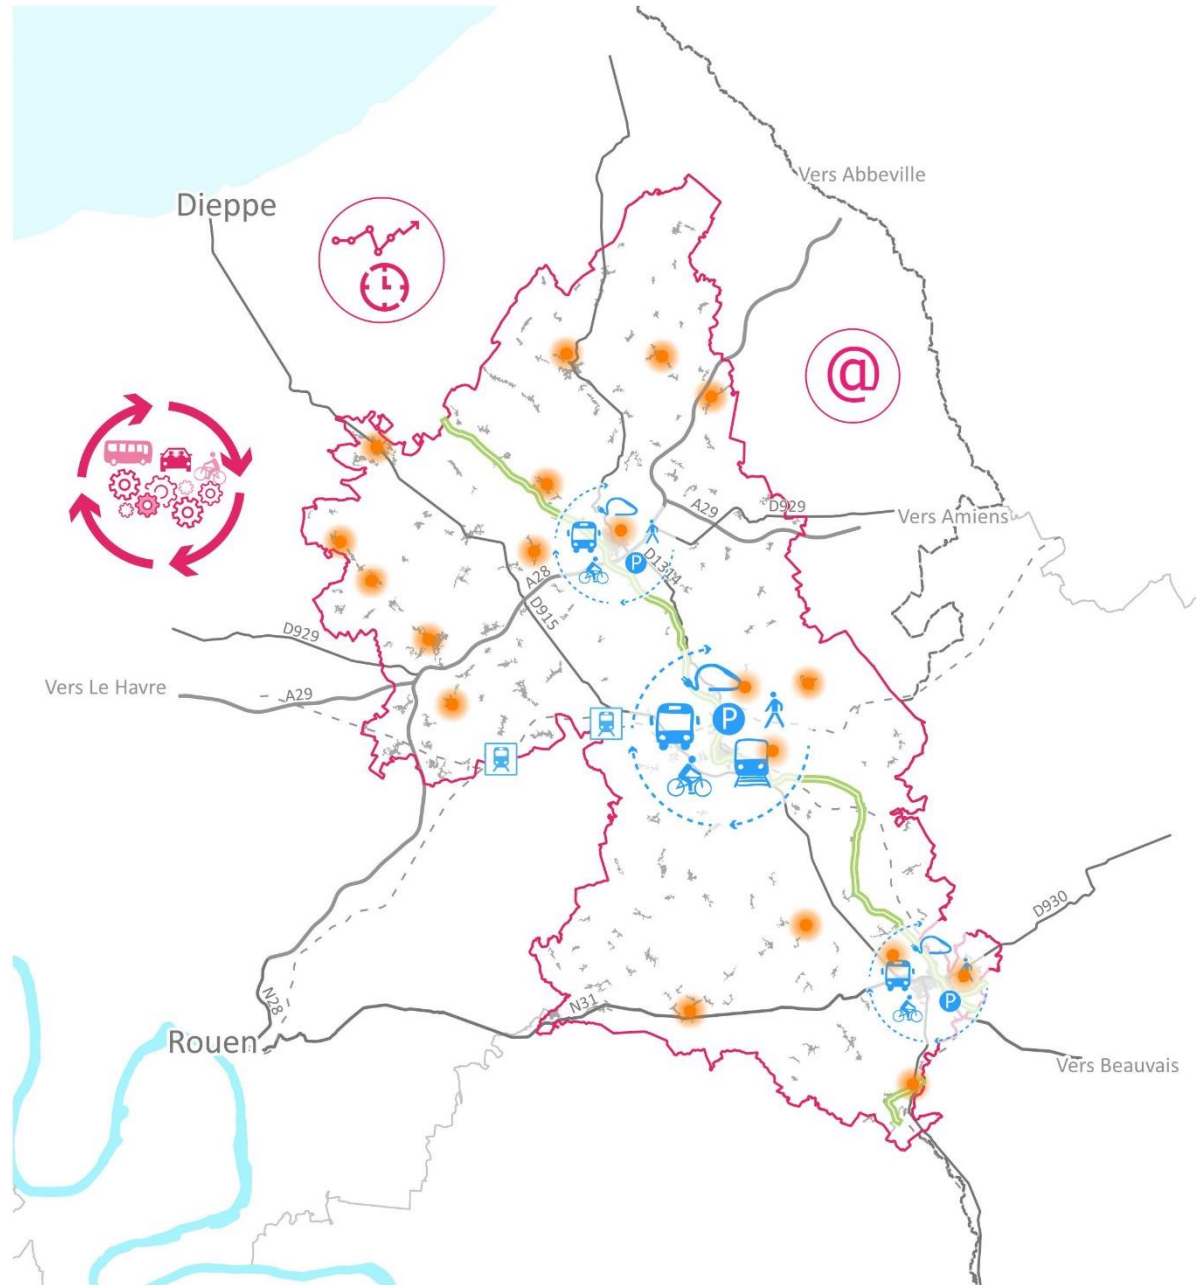 Vers Abbeville
Dieppe
@
A29
D929
Vers Amiens
P
D1314
A28
D915
D929
Vers Le Havre
A29
P
D930
N28
N31
P
Rouen
Vers Beauvais